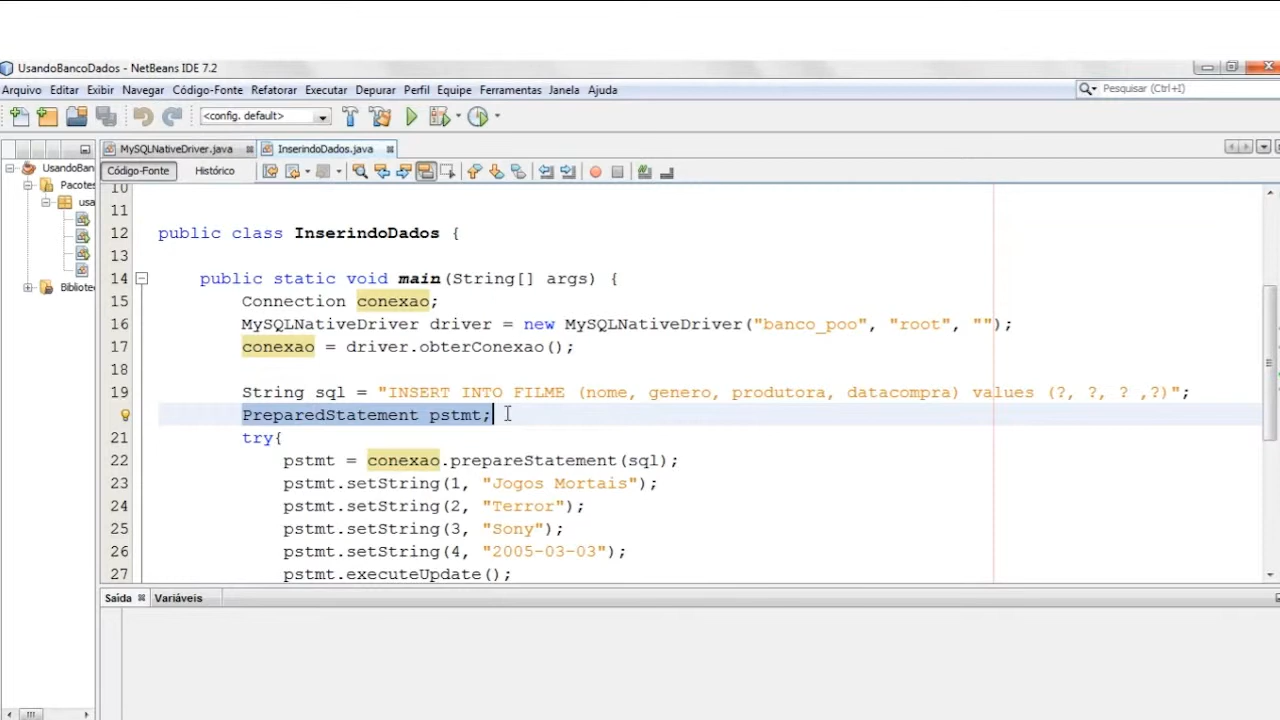 UsandoBancoDados - NetBeans IDE 7.2
Arquivo Editar Exibir Navegar Código-Fonte Refatorar Executar Depurar Perfil Equipe Ferramentas Janela Ajuda
Pesquisar (Ctrl+I)
<config. default>
MySQLNativeDriver.java InserindoDados.java
Código-Fonte Histórico
UsandoBan
Pacotes
usa
Bibliote
10
11
12 public class InserindoDados {
13
14 public static void main(String[] args) {
15 Connection conexao;
16 MySQLNativeDriver driver = new MySQLNativeDriver("banco_poo", "root", "");
17 conexao = driver.obterConexao();
18
19 String sql = "INSERT INTO FILME (nome, genero, produtora, datacompra) values (?, ?, ? ,?)";
PreparedStatement pstmt;
21 try{
22 pstmt = conexao.prepareStatement(sql);
23 pstmt.setString(1, "Jogos Mortais");
24 pstmt.setString(2, "Terror");
25 pstmt.setString(3, "Sony");
26 pstmt.setString(4, "2005-03-03");
27 pstmt.executeUpdate();
Saída Variáveis